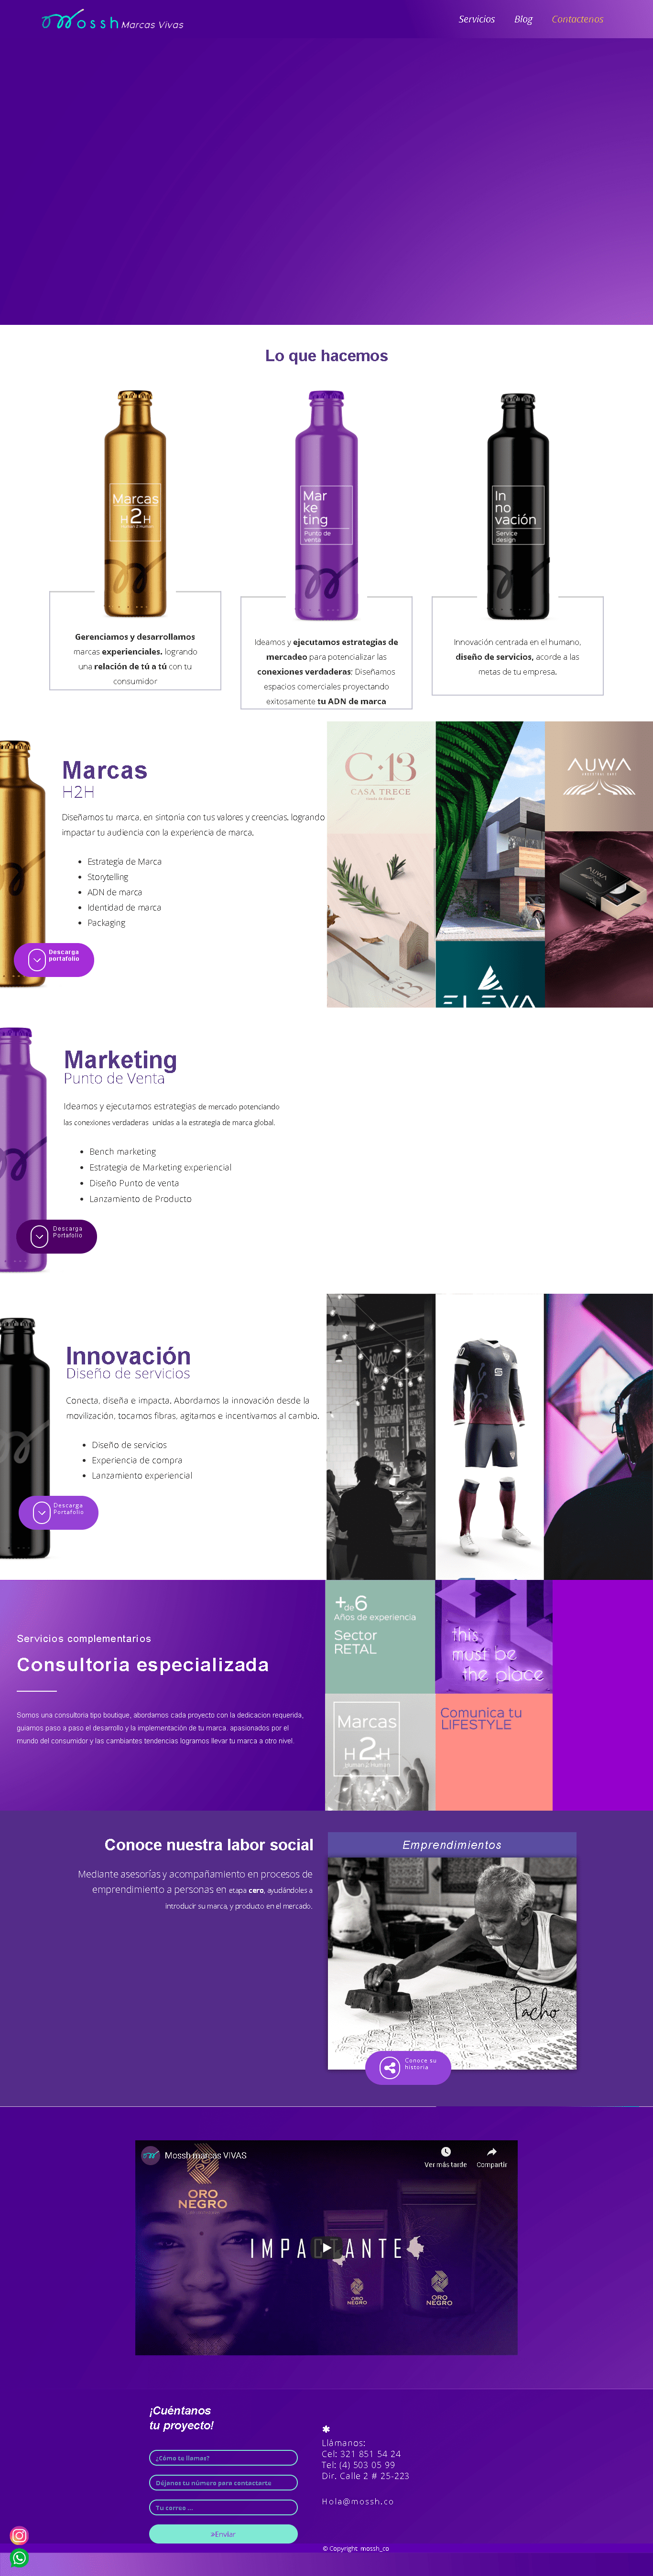 Mossh Marcas Vivas
Servicios Blog Contactenos
Lo que hacemos
Marcas
H2H
Human 2 Human
Mar
ke
ting
Punto de
venta
In
no
vación
Service
design
Gerenciamos y desarrollamos
marcas experienciales. logrando
una relación de tú a tú con tu
consumidor
Ideamos y ejecutamos estrategias de
mercadeo para potencializar las
conexiones verdaderas: Diseñamos
espacios comerciales proyectando
exitosamente tu ADN de marca
Innovación centrada en el humano,
diseño de servicios, acorde a las
metas de tu empresa.
Marcas
H2H
Diseñamos tu marca, en sintonía con tus valores y creencias, logrando
impactar tu audiencia con la experiencia de marca.
Estrategía de Marca
Storytelling
ADN de marca
Identidad de marca
Packaging
Descarga
portafolio
C·13
CASA TRECE
AUWA
AUWA
ELEVA
Marketing
Punto de Venta
Ideamos y ejecutamos estrategias de mercado potenciando
las conexiones verdaderas unidas a la estrategia de marca global.
Bench marketing
Estrategia de Marketing experiencial
Diseño Punto de venta
Lanzamiento de Producto
Descarga
Portafolio
Innovación
Diseño de servicios
Conecta, diseña e impacta. Abordamos la innovación desde la
movilización, tocamos fibras, agitamos e incentivamos al cambio.
Diseño de servicios
Experiencia de compra
Lanzamiento experiencial
Descarga
Portafolio
Servicios complementarios
Consultoria especializada
Somos una consultoría tipo boutique, abordamos cada proyecto con la dedicacion requerida,
guiamos paso a paso el desarrollo y la implementación de tu marca. apasionados por el
mundo del consumidor y las cambiantes tendencias logramos llevar tu marca a otro nivel.
+de 6
Años de experiencia
Sector
RETAL
this
must be
the place
Marcas
H2H
Human 2 Human
Comunica tu
LIFESTYLE
Conoce nuestra labor social
Mediante asesorías y acompañamiento en procesos de
emprendimiento a personas en etapa cero, ayudándoles a
introducir su marca, y producto en el mercado.
Emprendimientos
Pacho
Conoce su
historia
Mossh marcas VIVAS
Ver más tarde Compartir
ORO
NEGRO
IMPACTANTE
ORO
NEGRO
ORO
NEGRO
¡Cuéntanos
tu proyecto!
¿Cómo te llamas?
Déjanos tu número para contactarte
Tu correo ...
>Enviar
✱
Llámanos:
Cel: 321 851 54 24
Tel: (4) 503 05 99
Dir. Calle 2 # 25-223
Hola@mossh.co
© Copyright mossh_co